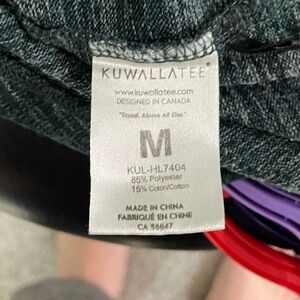 KUWALLATEE®
www.kuwallatee.com
DESIGNED IN CANADA
"Equal, Above All Else"
M
KUL-HL7404
85% Polyester
15% Coton/Cotton
MADE IN CHINA
FABRIQUÉ EN CHINE
CA 56647